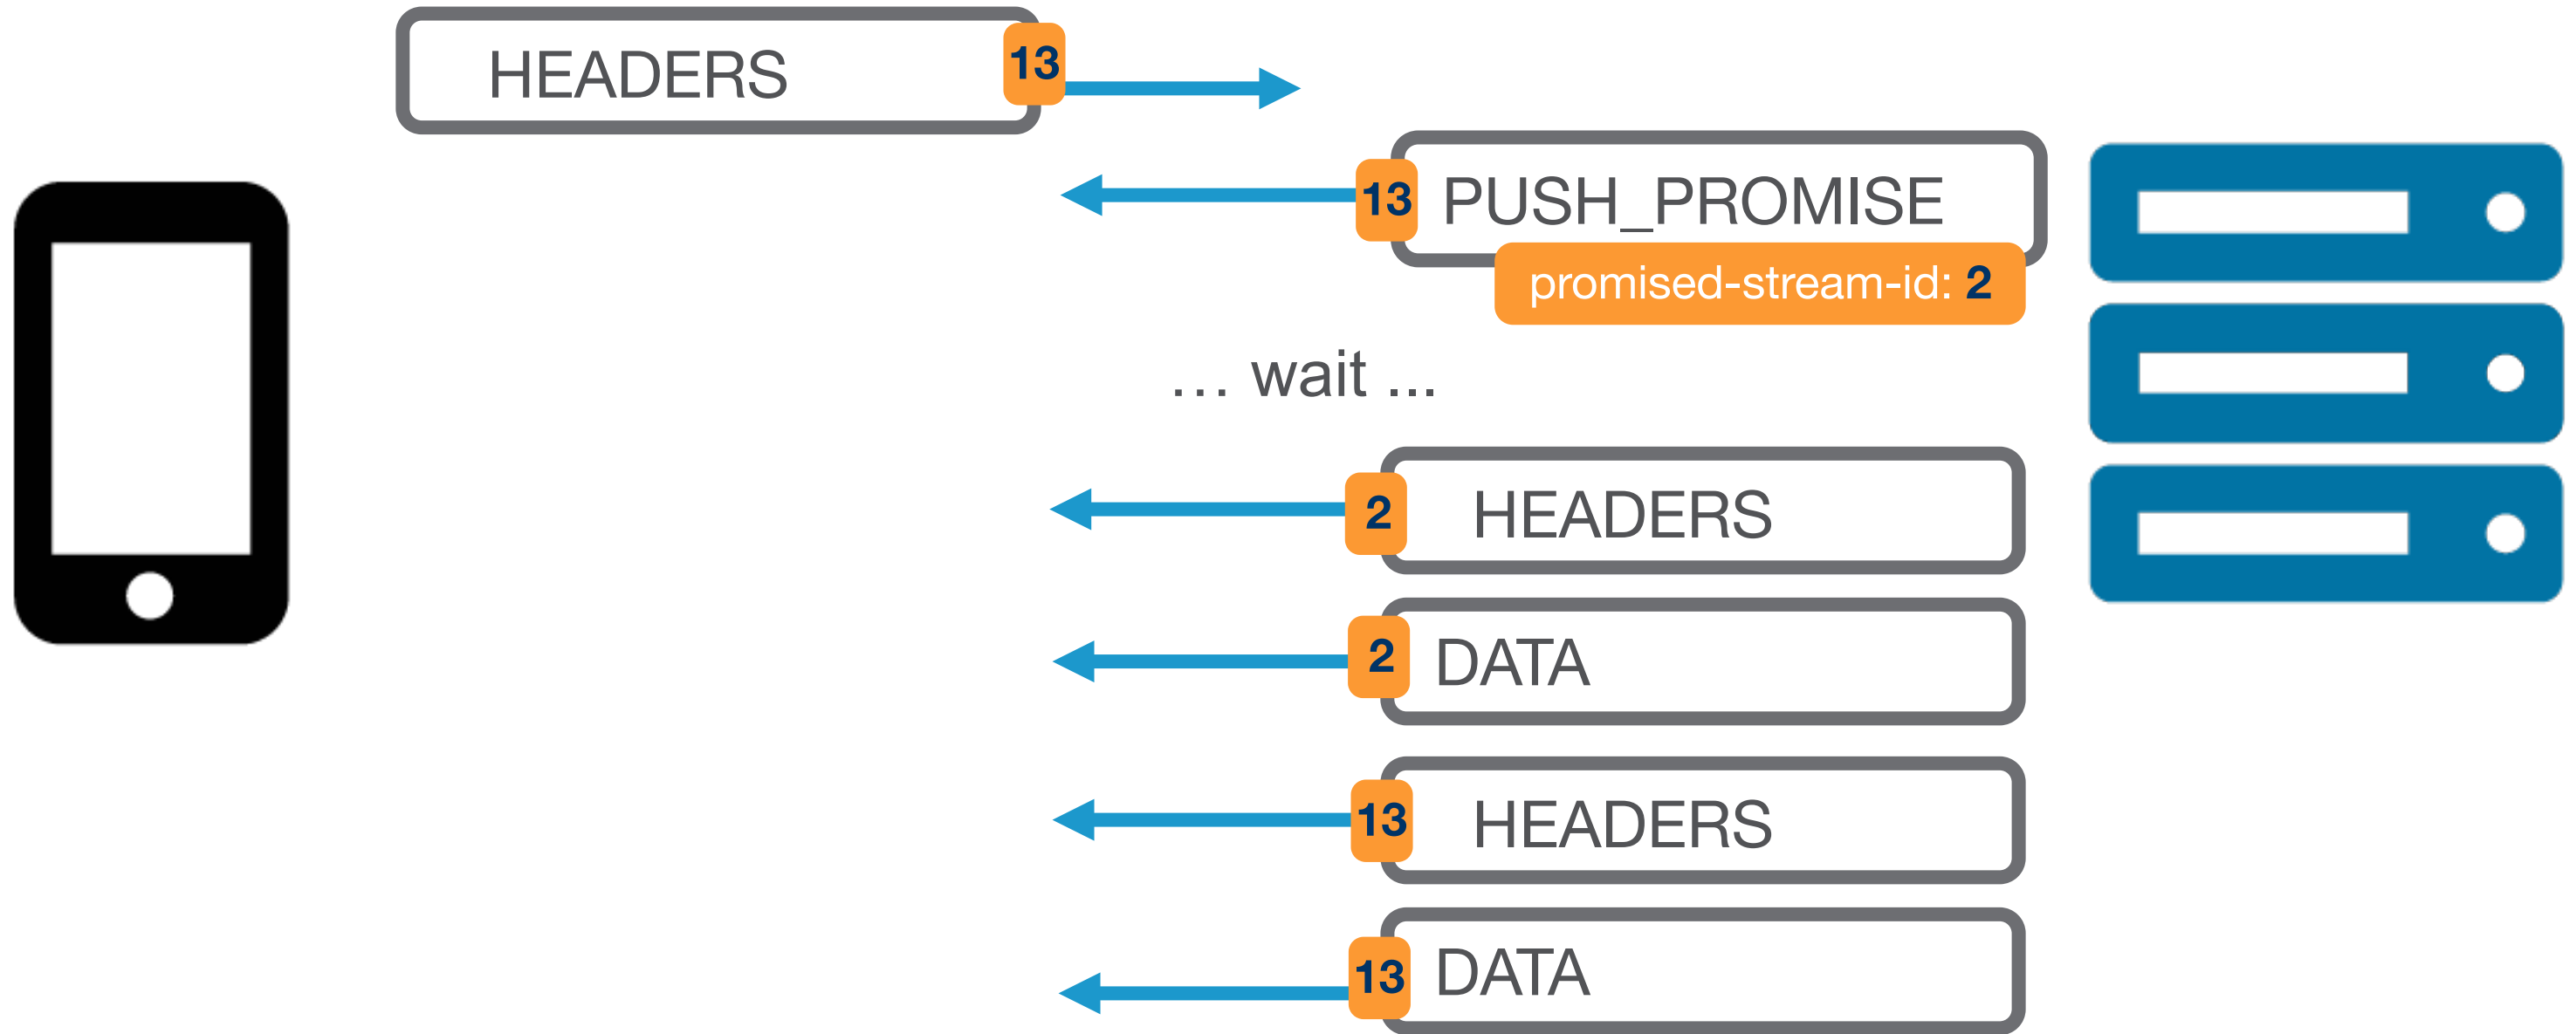 HEADERS 13
13 PUSH_PROMISE
promised-stream-id: 2
… wait ...
2 HEADERS
2 DATA
13 HEADERS
13 DATA